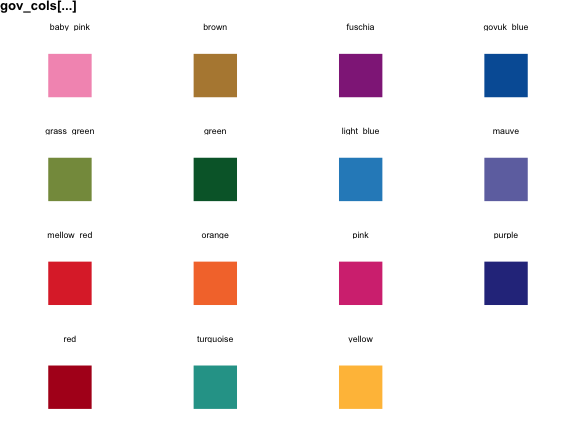 gov_cols[...]
baby_pink brown fuschia govuk_blue
grass_green green light_blue mauve
mellow_red orange pink purple
red turquoise yellow